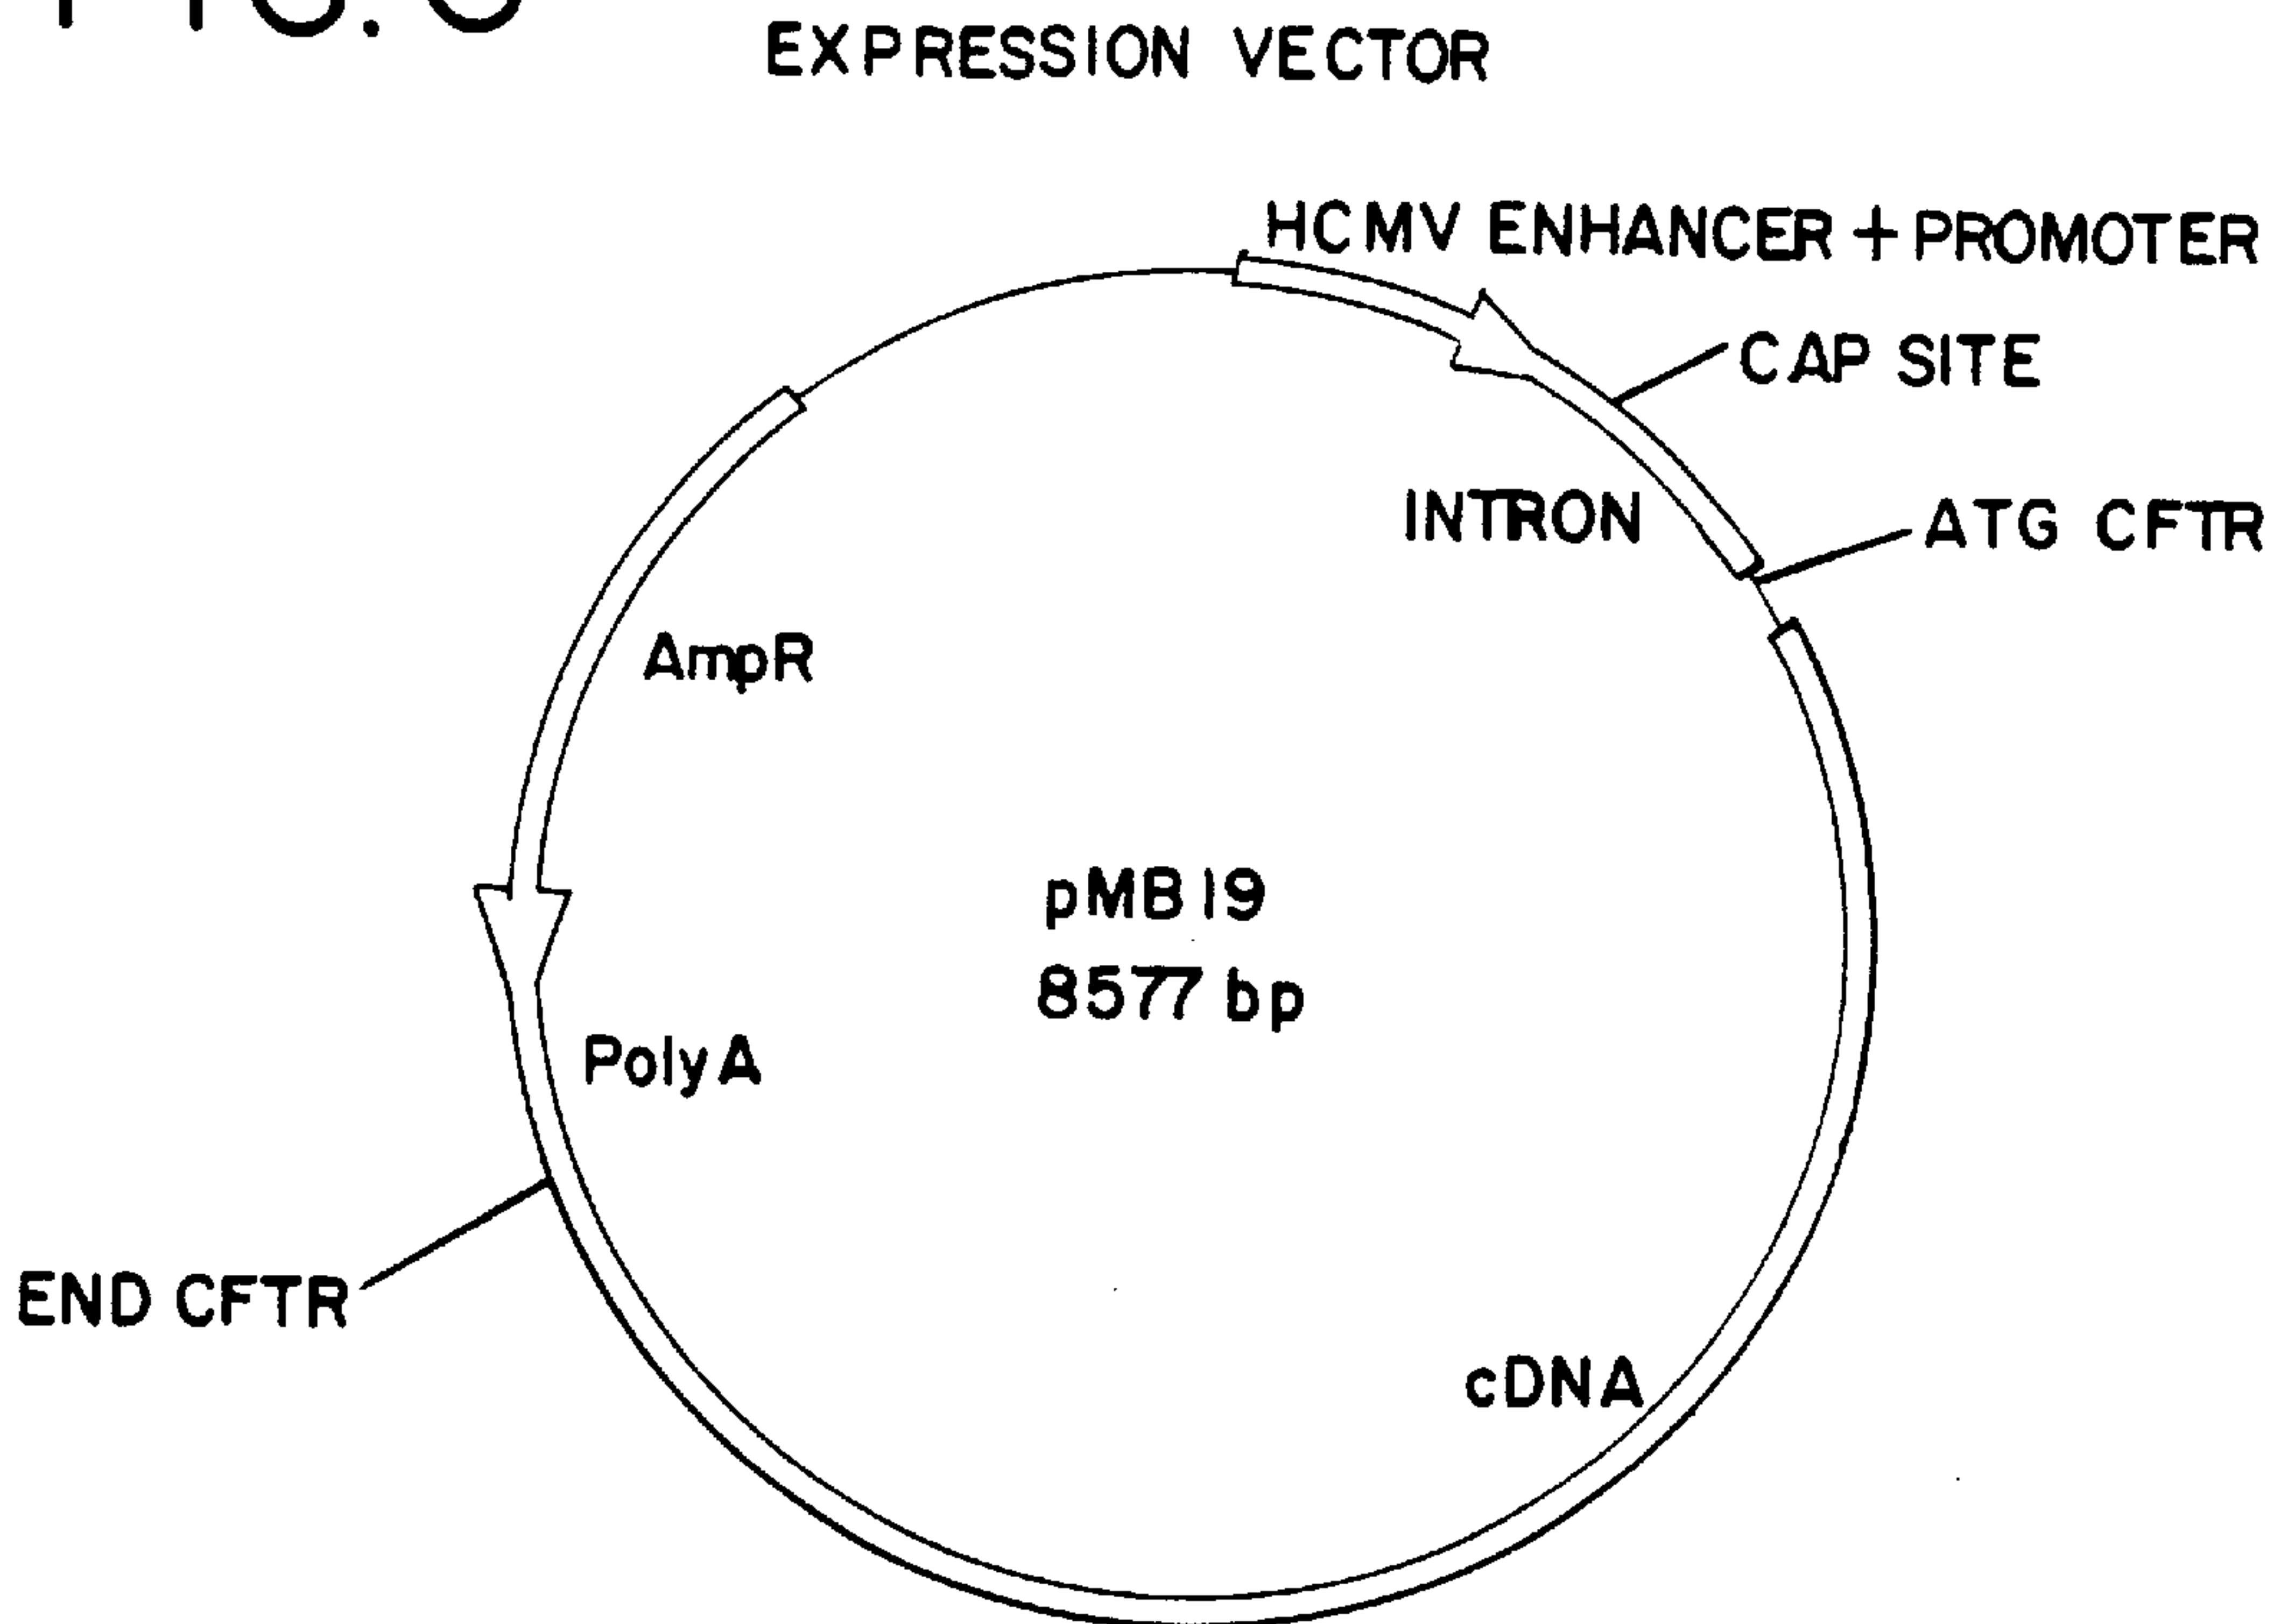 EXPRESSION VECTOR
HCMV ENHANCER + PROMOTER
CAP SITE
INTRON
ATG CFTR
AmpR
pMB19
8577 bp
PolyA
END CFTR
cDNA